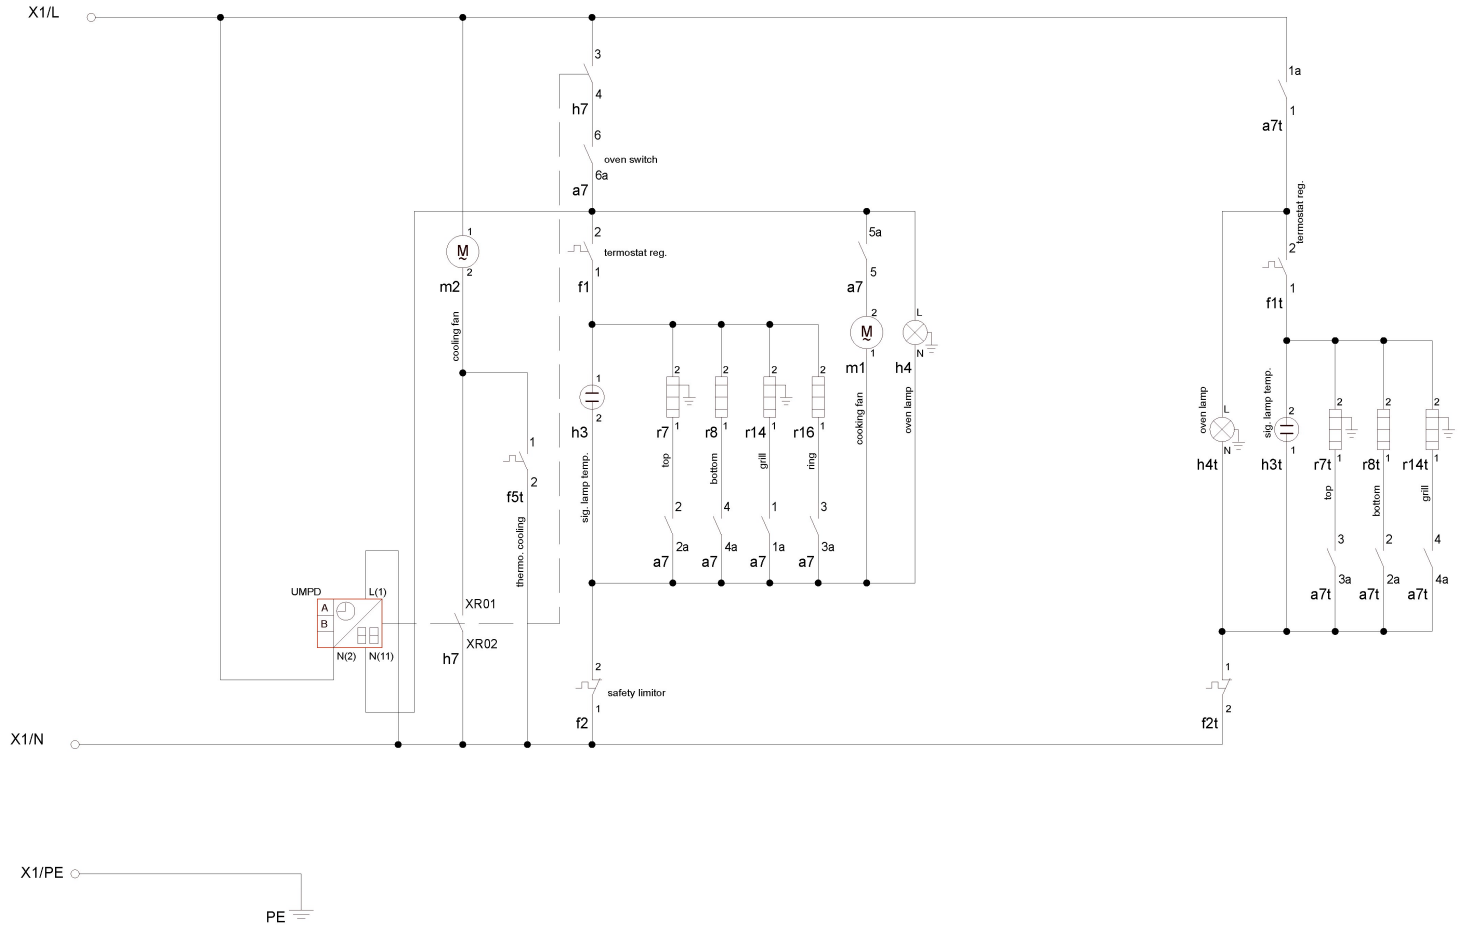 X1/L
3
4
h7
6
oven switch
6a
a7
1a
1
a7t
1
M
~
2
m2
cooling fan
2
termostat reg.
1
f1
5a
5
a7
2
M
~
1
m1
cooking fan
L
N
h4
oven lamp
termostat reg.
2
1
f1t
1
2
h3
sig. lamp temp.
2
1
r7
top
2
1
r8
bottom
2
1
r14
grill
2
1
r16
ring
2
2a
a7
4
4a
a7
1
1a
a7
3
3a
a7
oven lamp
L
N
h4t
sig. lamp temp.
2
1
h3t
2
1
r7t
top
2
1
r8t
bottom
2
1
r14t
grill
3
3a
a7t
2
2a
a7t
4
4a
a7t
1
2
f5t
thermo. cooling
UMPD
L(1)
A
B
N(2)
N(11)
XR01
XR02
h7
2
safety limitor
1
f2
1
2
f2t
X1/N
X1/PE
PE